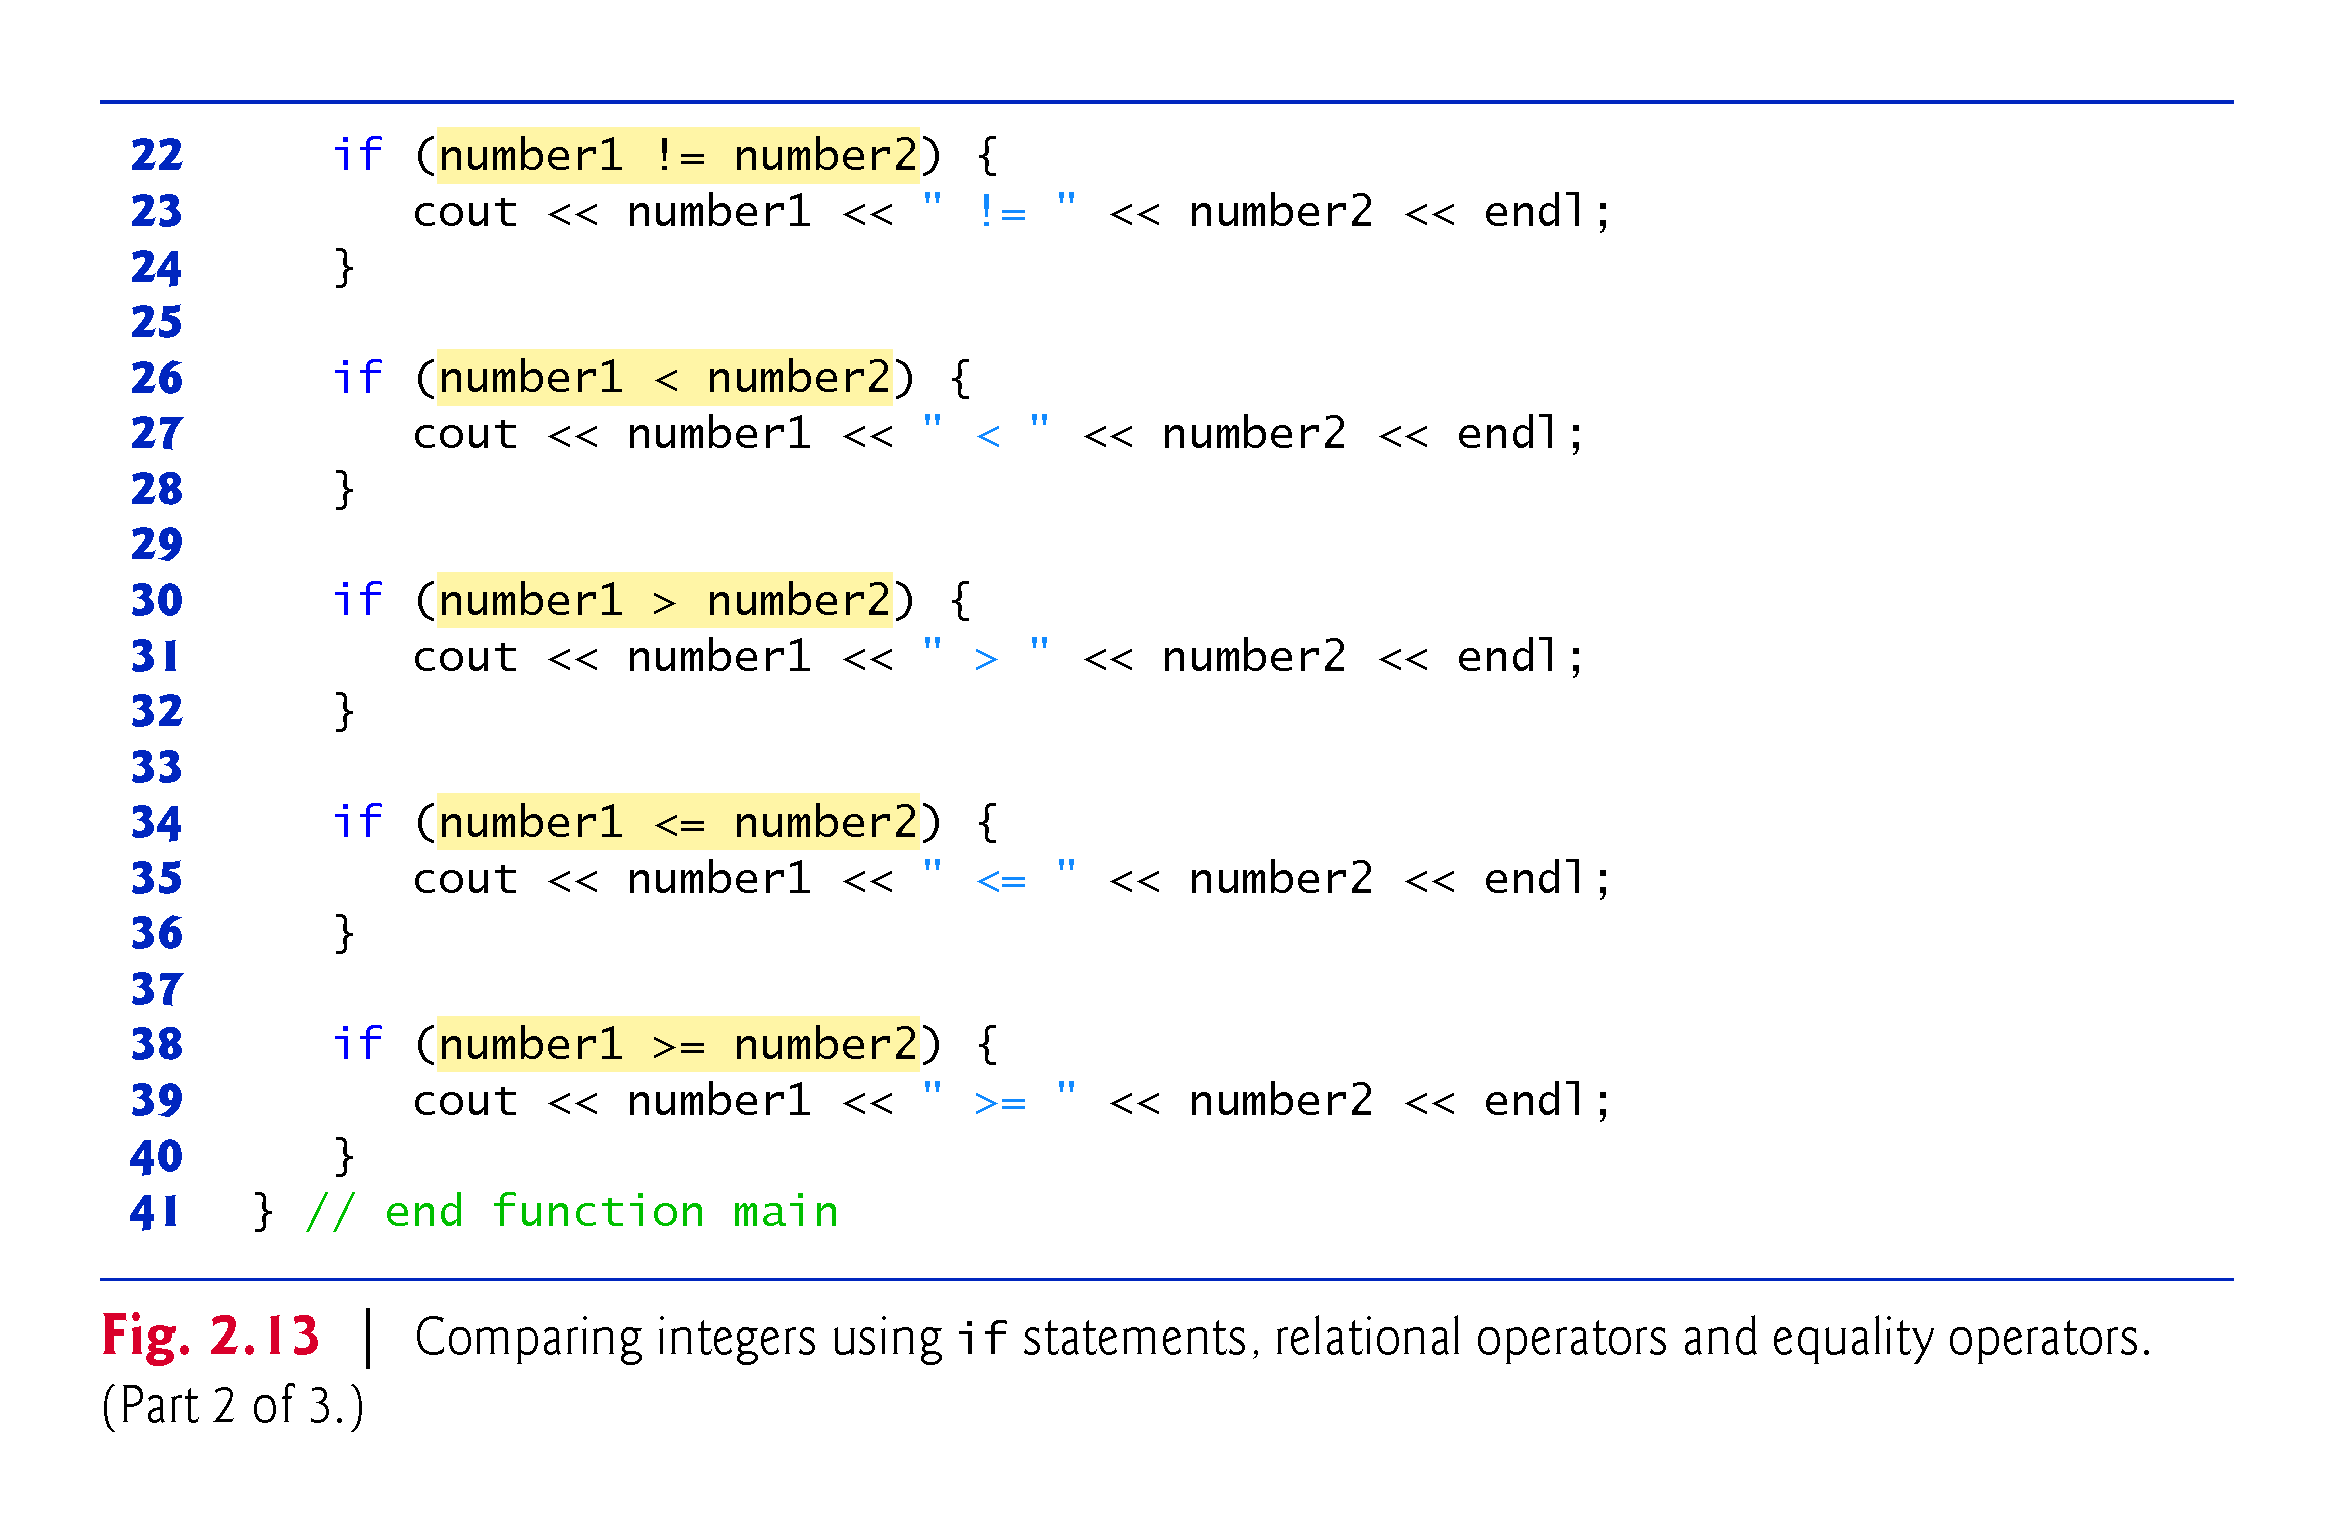 22      if (number1 != number2) {
23         cout << number1 << " != " << number2 << endl;
24      }
25
26      if (number1 < number2) {
27         cout << number1 << " < " << number2 << endl;
28      }
29
30      if (number1 > number2) {
31         cout << number1 << " > " << number2 << endl;
32      }
33
34      if (number1 <= number2) {
35         cout << number1 << " <= " << number2 << endl;
36      }
37
38      if (number1 >= number2) {
39         cout << number1 << " >= " << number2 << endl;
40      }
41   } // end function main
Fig. 2.13 | Comparing integers using if statements, relational operators and equality operators.
(Part 2 of 3.)